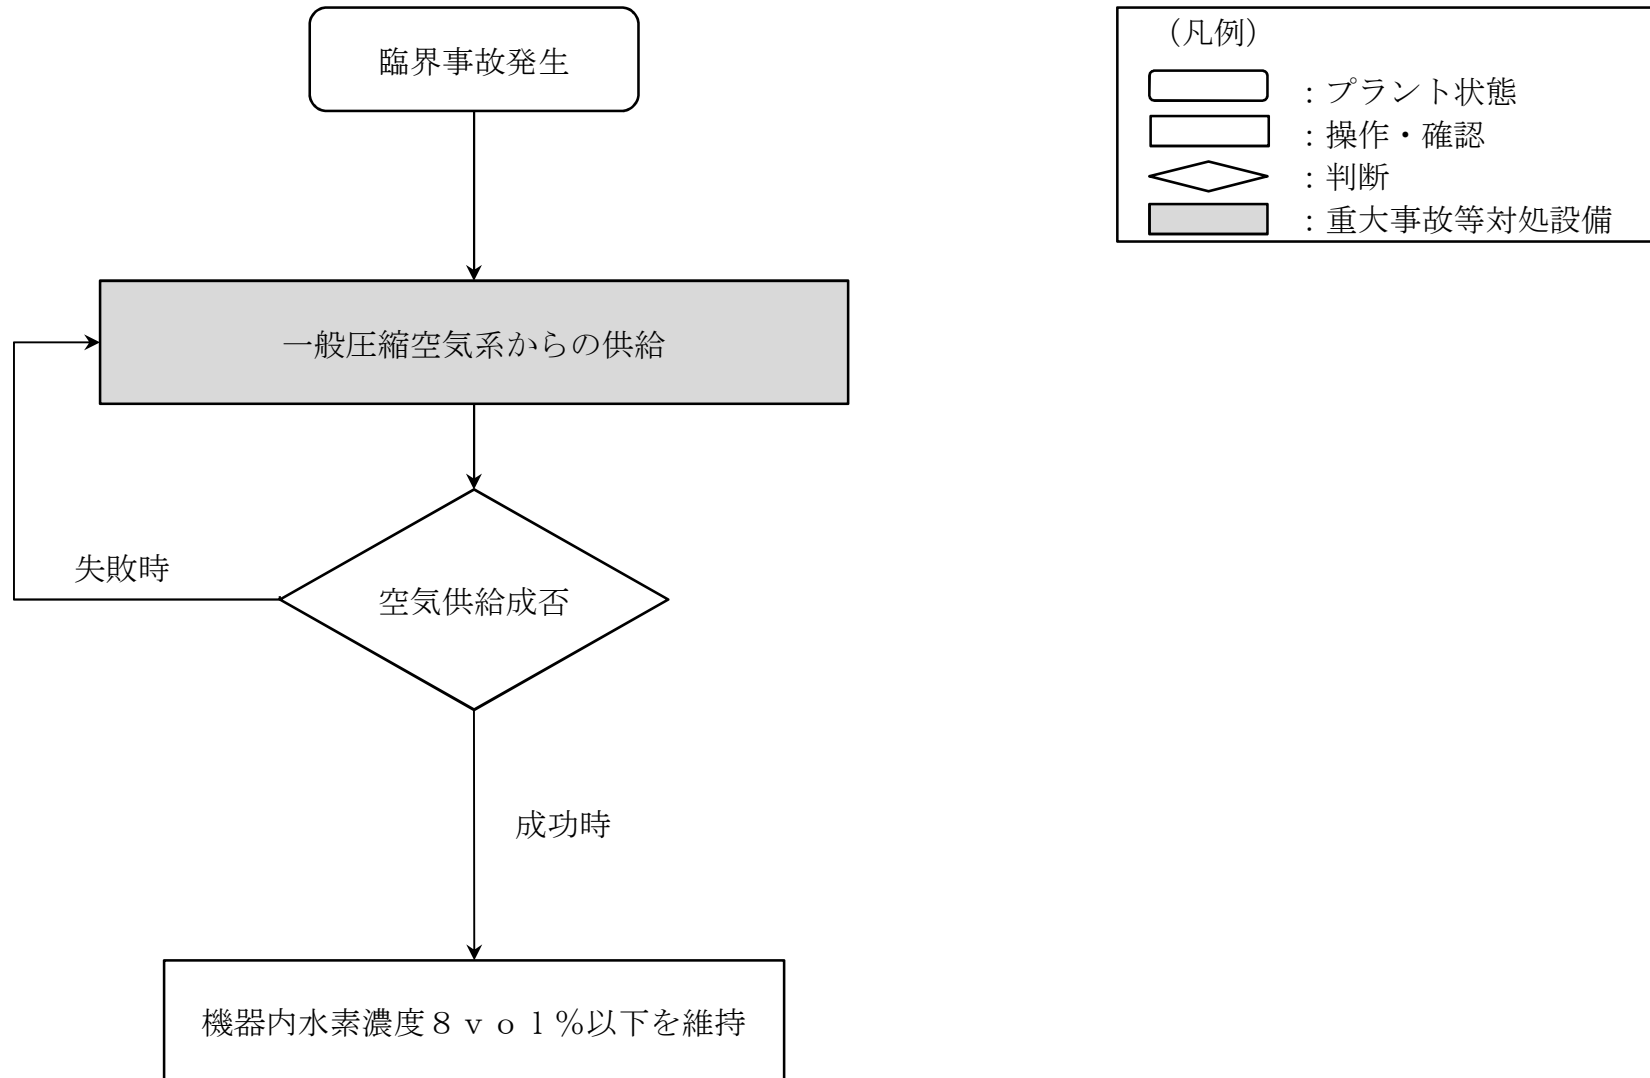 臨界事故発生
(凡例)
：プラント状態
：操作・確認
：判断
：重大事故等対処設備
一般圧縮空気系からの供給
失敗時
空気供給成否
成功時
機器内水素濃度８ｖｏｌ％以下を維持